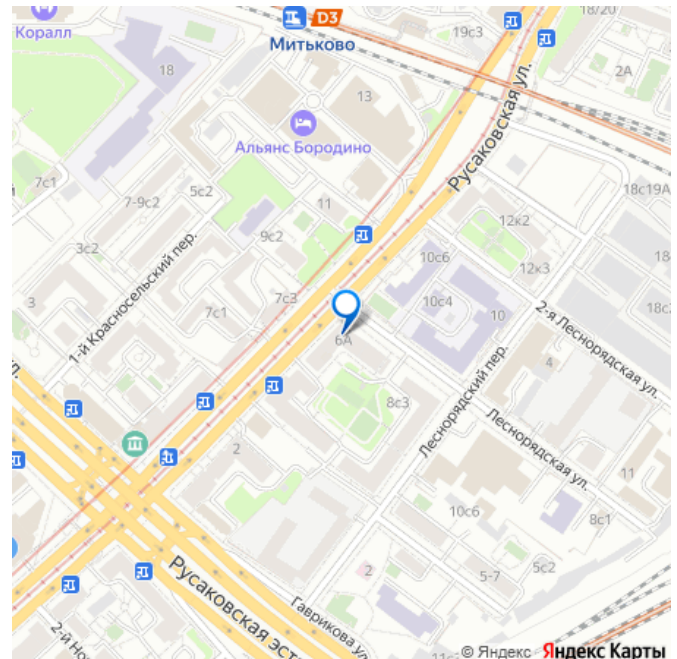 Коралл
D3
Митьково
19с3
18/20
2А
18
13
Альянс Бородино
Русаковская ул.
7с1
7-9с2
5с2
11
18с19А
12к2
3с2
9с2
10с6
12к3
1-й Красносельский пер.
3
7с1
7с3
10с4
10
2-я Леснорядская ул.
18с2
6А
4
8с3
Леснорядский пер.
Леснорядская ул.
2
11
10с6
8с1
5с2
5-7
2
Русаковская эст
Гаврикова ул.
2-й Но
© Яндекс Яндекс Карты